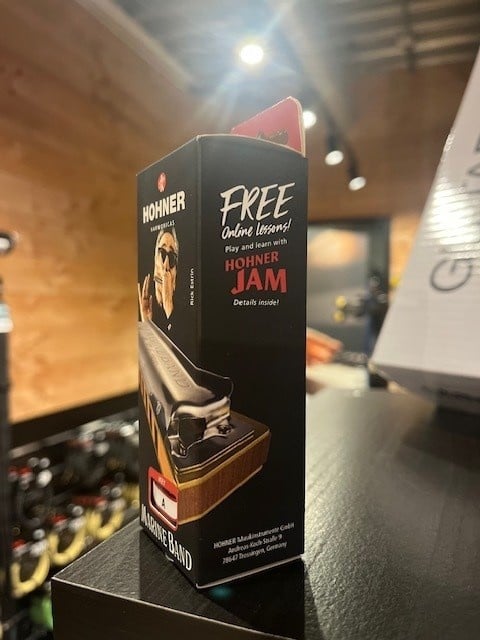 HOHNER
HARMONICAS
Rick Estrin
KEY
A
MARINE BAND
FREE
Online lessons!
Play and learn with
HOHNER
JAM
Details inside!
HOHNER Musikinstrumente GmbH
Andreas-Koch-Straße 9
78647 Trossingen, Germany